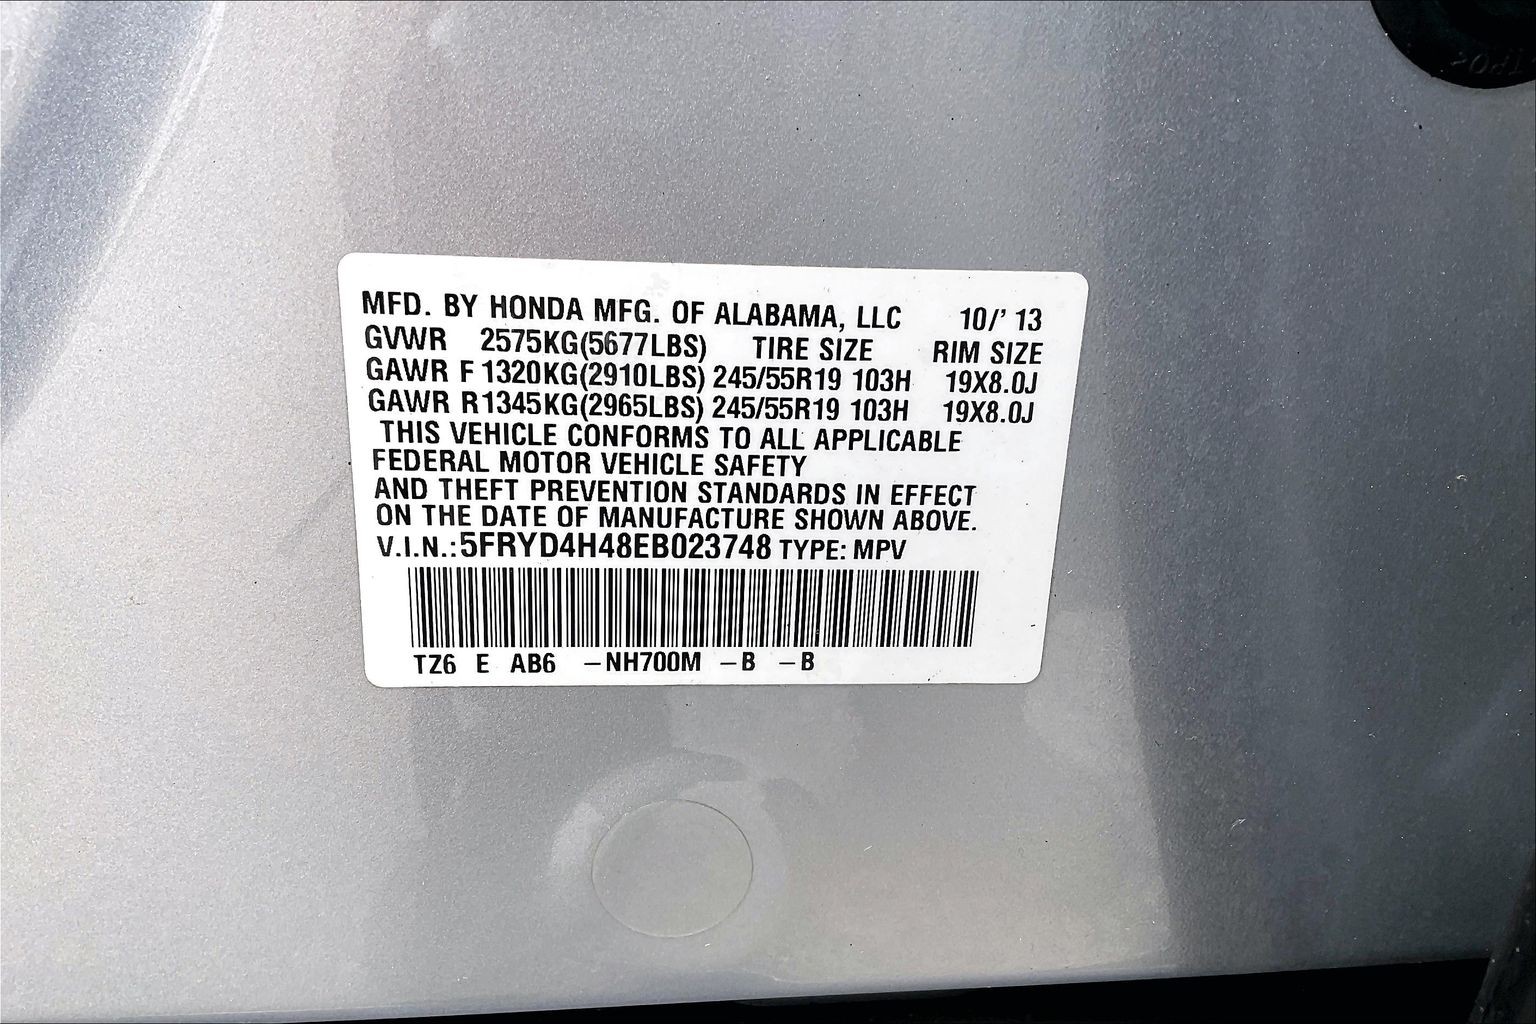 MFD. BY HONDA MFG. OF ALABAMA, LLC 10/' 13
GVWR 2575KG(5677LBS) TIRE SIZE RIM SIZE
GAWR F 1320KG(2910LBS) 245/55R19 103H 19X8.0J
GAWR R1345KG(2965LBS) 245/55R19 103H 19X8.0J
THIS VEHICLE CONFORMS TO ALL APPLICABLE
FEDERAL MOTOR VEHICLE SAFETY
AND THEFT PREVENTION STANDARDS IN EFFECT
ON THE DATE OF MANUFACTURE SHOWN ABOVE.
V.I.N.: 5FRYD4H48EB023748 TYPE: MPV
TZ6 E AB6 –NH700M –B –B